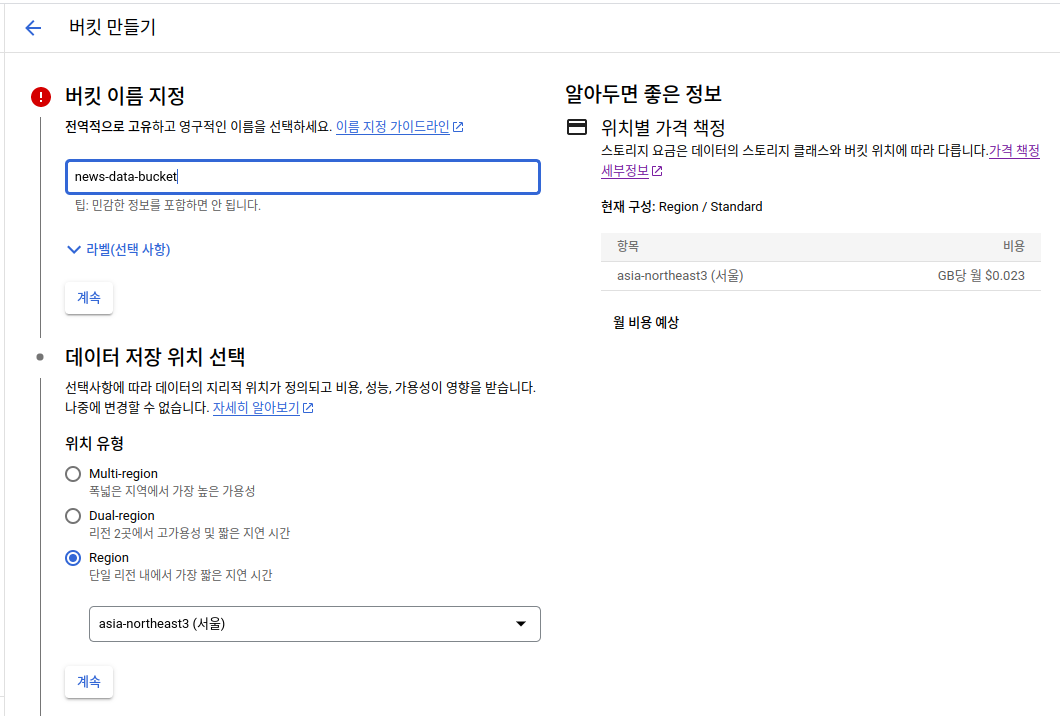 버킷 만들기
버킷 이름 지정
전역적으로 고유하고 영구적인 이름을 선택하세요. 이름 지정 가이드라인
news-data-bucket
팁: 민감한 정보를 포함하면 안 됩니다.
라벨(선택 사항)
계속
데이터 저장 위치 선택
선택사항에 따라 데이터의 지리적 위치가 정의되고 비용, 성능, 가용성이 영향을 받습니다.
나중에 변경할 수 없습니다. 자세히 알아보기
위치 유형
Multi-region
폭넓은 지역에서 가장 높은 가용성
Dual-region
리전 2곳에서 고가용성 및 짧은 지연 시간
Region
단일 리전 내에서 가장 짧은 지연 시간
asia-northeast3 (서울)
계속
알아두면 좋은 정보
위치별 가격 책정
스토리지 요금은 데이터의 스토리지 클래스와 버킷 위치에 따라 다릅니다.가격 책정
세부정보
현재 구성: Region / Standard
항목 비용
asia-northeast3 (서울) GB당 월 $0.023
월 비용 예상